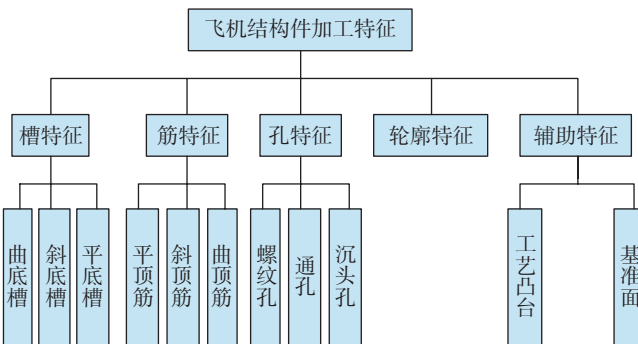 飞机结构件加工特征
槽特征
筋特征
孔特征
轮廓特征
辅助特征
曲底槽
斜底槽
平底槽
平顶筋
斜顶筋
曲顶筋
螺纹孔
通孔
沉头孔
工艺凸台
基准面